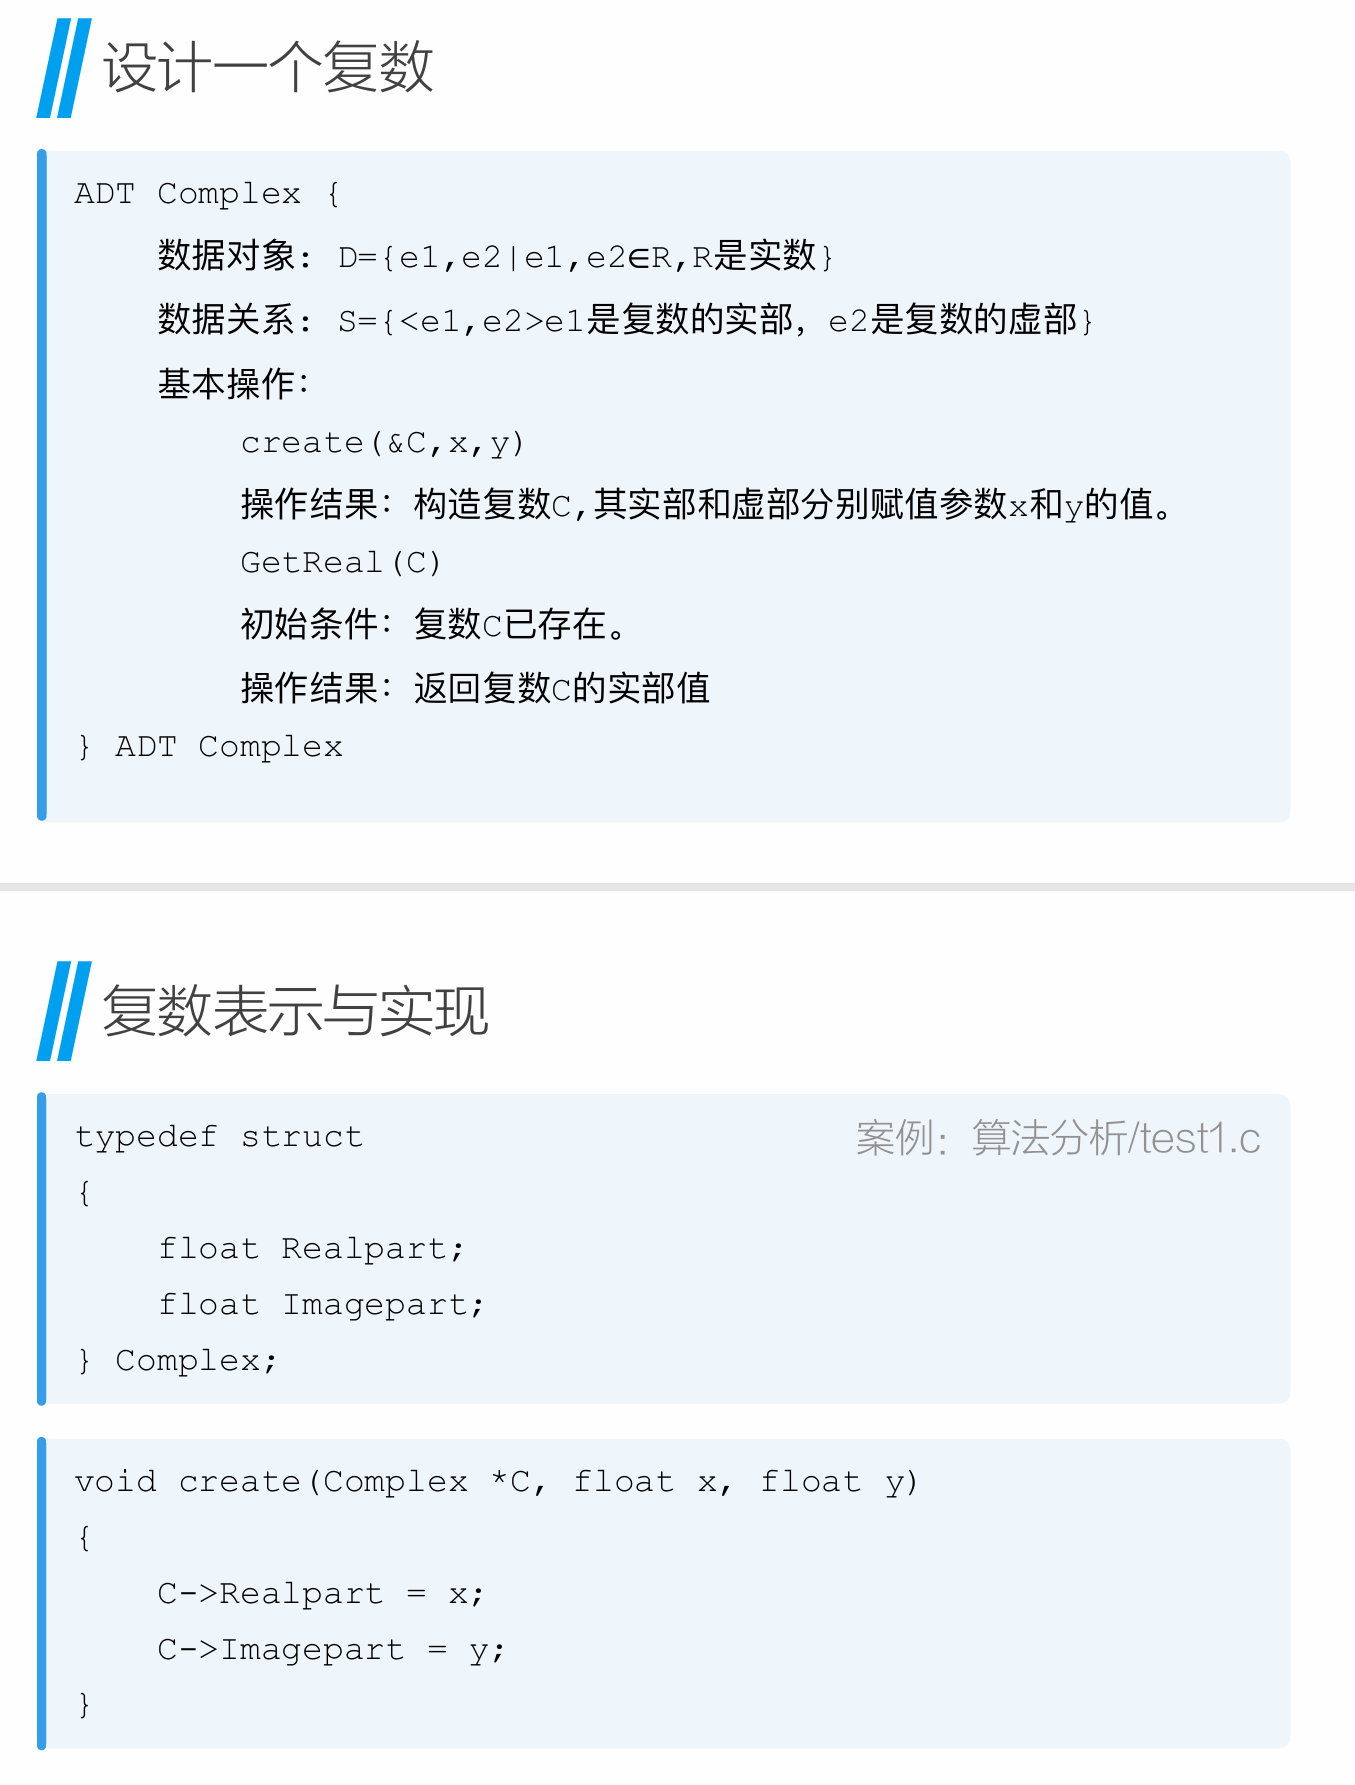 设计一个复数
ADT Complex {
数据对象: D={e1,e2|e1,e2∈R,R是实数}
数据关系: S={<e1,e2>e1是复数的实部，e2是复数的虚部}
基本操作：
create(&C,x,y)
操作结果：构造复数C,其实部和虚部分别赋值参数x和y的值。
GetReal(C)
初始条件：复数C已存在。
操作结果：返回复数C的实部值
} ADT Complex
复数表示与实现
typedef struct
案例：算法分析/test1.c
{
float Realpart;
float Imagepart;
} Complex;
void create(Complex *C, float x, float y)
{
C->Realpart = x;
C->Imagepart = y;
}